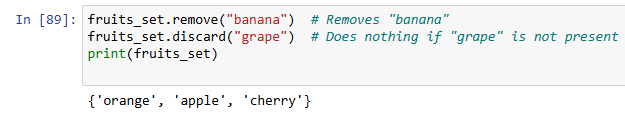 In [89]: fruits_set.remove("banana")  # Removes "banana"
fruits_set.discard("grape")  # Does nothing if "grape" is not present
print(fruits_set)
{'orange', 'apple', 'cherry'}